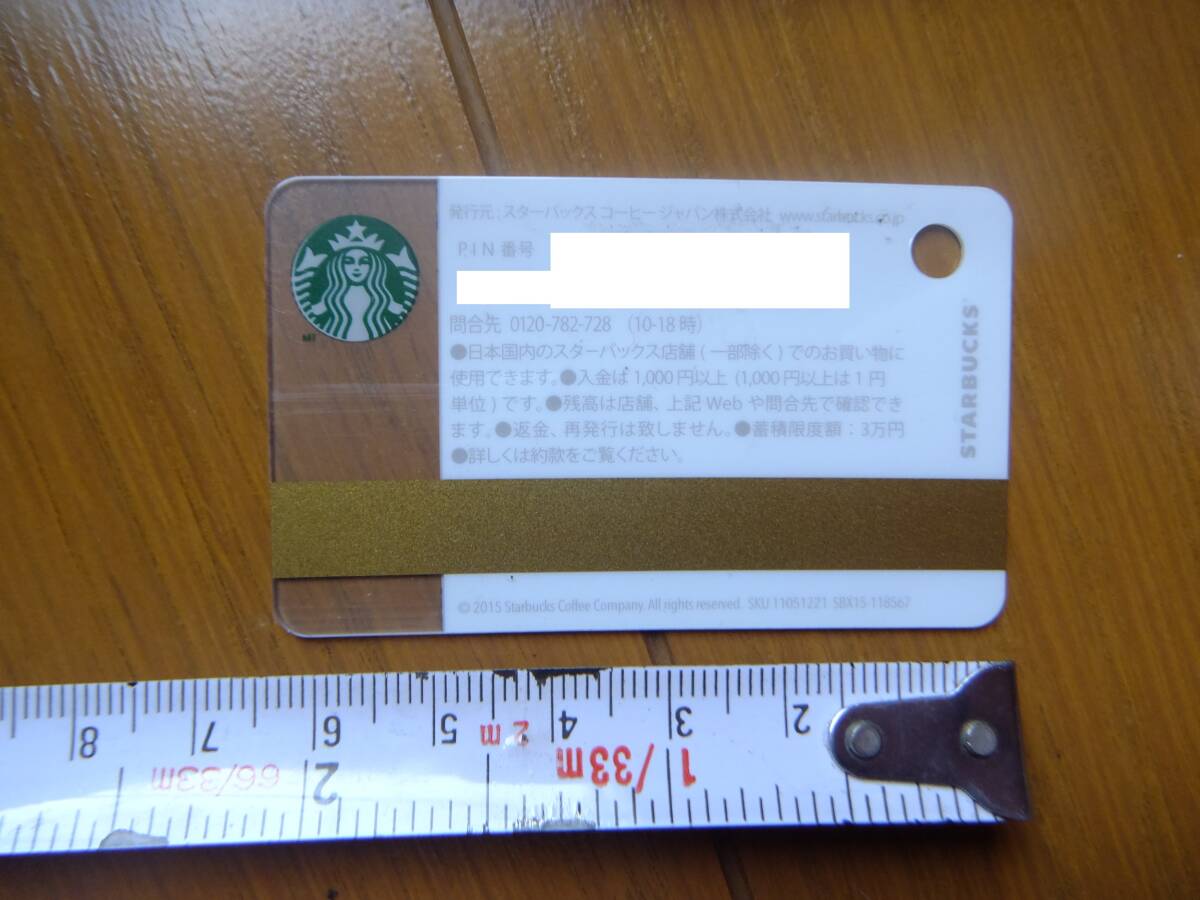 発行元：スターバックス コーヒー ジャパン株式会社 www.starbucks.co.jp
PIN 番号
問合先 0120-782-728 （10-18 時）
●日本国内のスターバックス店舗 ( 一部除く ) でのお買い物に
使用できます。●入金は 1,000 円以上 (1,000 円以上は 1 円
単位 ) です。●残高は店舗、上記 Web や問合先で確認でき
ます。●返金、再発行は致しません。●蓄積限度額：3万円
●詳しくは約款をご覧ください。
STARBUCKS
© 2015 Starbucks Coffee Company. All rights reserved. SKU 11051221 SBX15-118567
8 7 6 5 2m 4 3 2
66/33m 2 1/33m